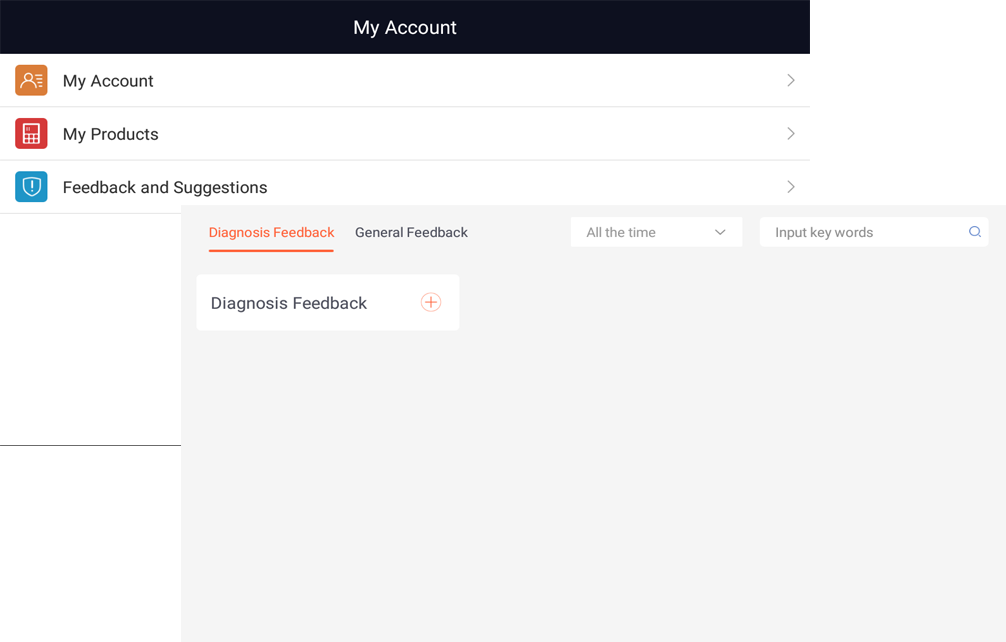 My Account
My Account
My Products
Feedback and Suggestions
Diagnosis Feedback General Feedback All the time Input key words
Diagnosis Feedback